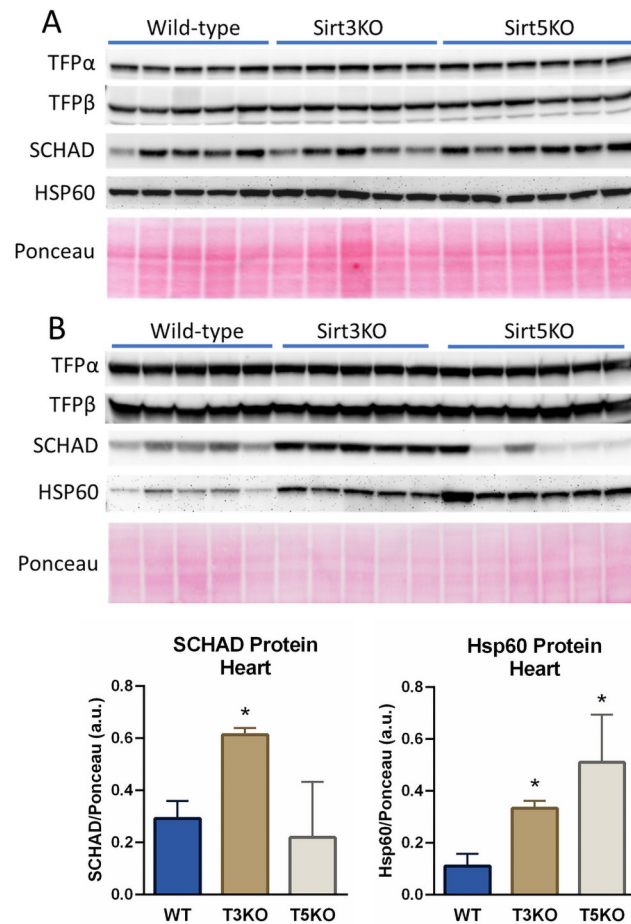 A
Wild-type Sirt3KO Sirt5KO
TFPα
TFPβ
SCHAD
HSP60
Ponceau
B
Wild-type Sirt3KO Sirt5KO
TFPα
TFPβ
SCHAD
HSP60
Ponceau
SCHAD Protein
Heart
SCHAD/Ponceau (a.u.)
0.8
0.6
0.4
0.2
0.0
*
WT T3KO T5KO
Hsp60 Protein
Heart
Hsp60/Ponceau (a.u.)
0.8
0.6
0.4
0.2
0.0
*
*
WT T3KO T5KO